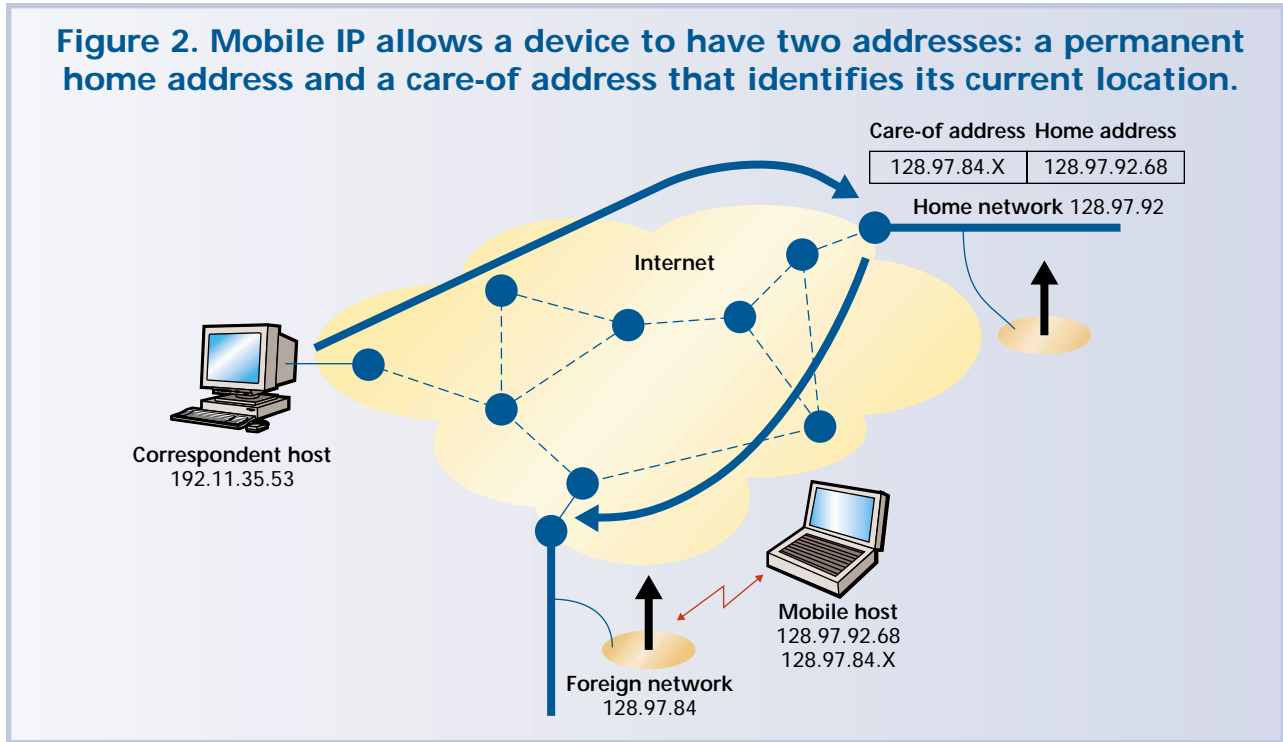 Figure 2. Mobile IP allows a device to have two addresses: a permanent
home address and a care-of address that identifies its current location.
Care-of address Home address
128.97.84.X 128.97.92.68
Home network 128.97.92
Internet
Correspondent host
192.11.35.53
Mobile host
128.97.92.68
128.97.84.X
Foreign network
128.97.84